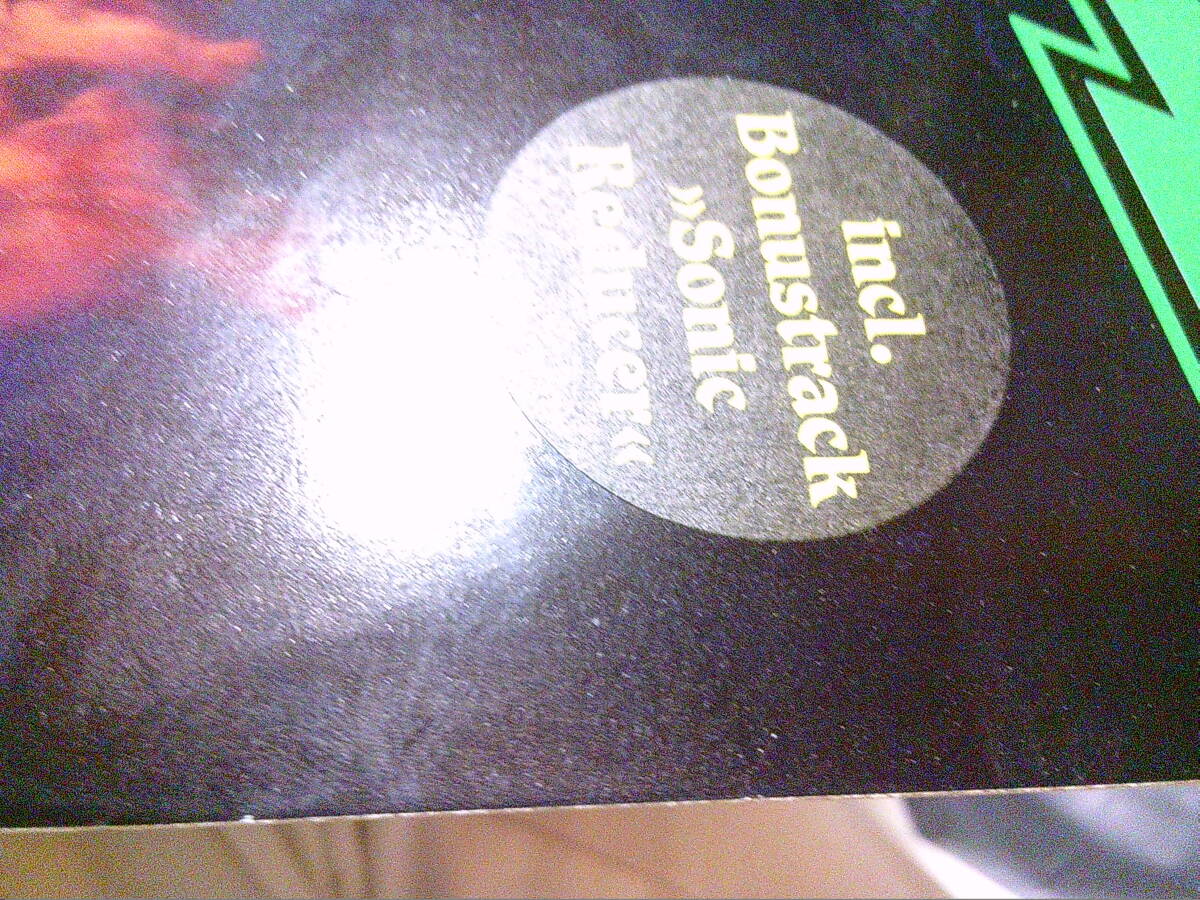 incl.
Bonustrack
»Sonic
Reducer«